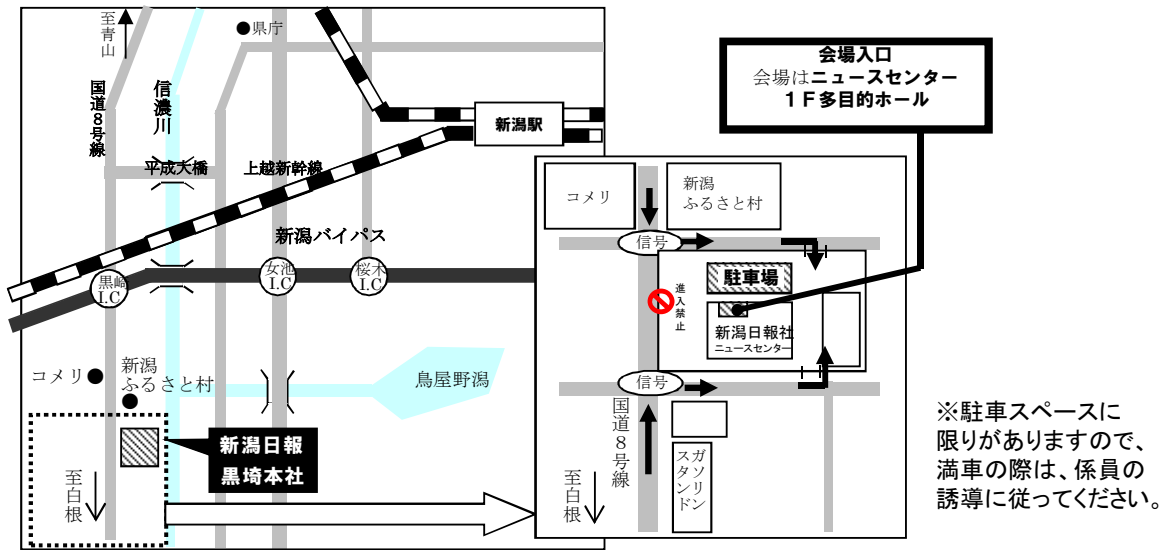 至青山
県庁
国道８号線
信濃川
平成大橋
上越新幹線
新潟駅
新潟バイパス
黒崎
I.C
女池
I.C
桜木
I.C
コメリ
新潟
ふるさと村
鳥屋野潟
新潟日報
黒埼本社
至白根
会場入口
会場はニュースセンター
１Ｆ多目的ホール
コメリ
新潟
ふるさと村
信号
駐車場
進入禁止
新潟日報社
ニュースセンター
信号
国道８号線
ガソリン
スタンド
至白根
※駐車スペースに
限りがありますので、
満車の際は、係員の
誘導に従ってください。